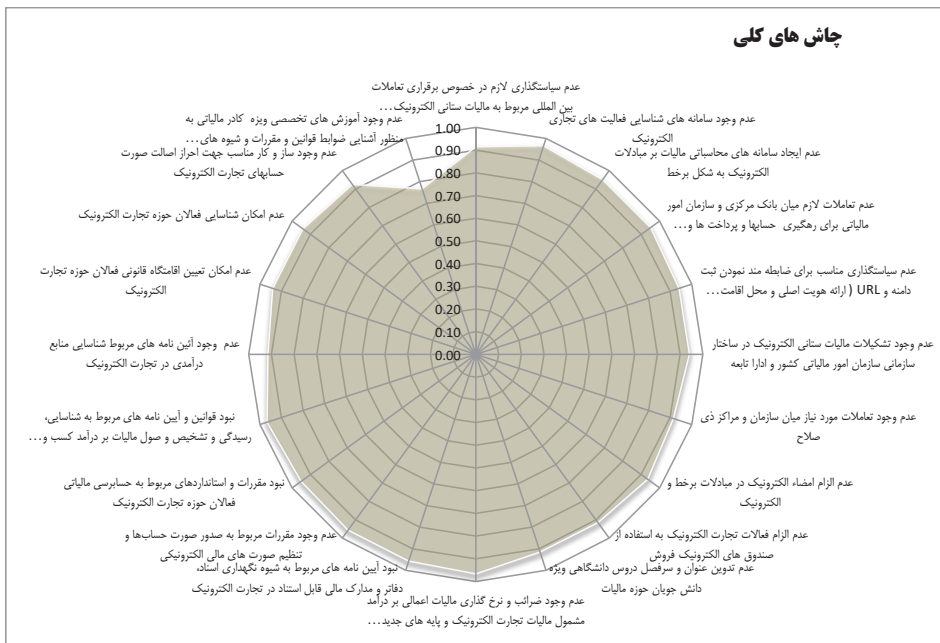 چاش های کلی
عدم سیاستگذاری لازم در خصوص برقراری تعاملات
بین المللی مربوط به مالیات ستانی الکترونیک...
عدم وجود سامانه های شناسایی فعالیت های تجاری
الکترونیک
عدم ایجاد سامانه های محاسباتی مالیات بر مبادلات
الکترونیک به شکل برخط
عدم تعاملات لازم میان بانک مرکزی و سازمان امور
مالیاتی برای رهگیری حسابها و پرداخت ها و...
عدم سیاستگذاری مناسب برای ضابطه مند نمودن ثبت
دامنه و URL ( ارائه هویت اصلی و محل اقامت...
عدم وجود تشکیلات مالیات ستانی الکترونیک در ساختار
سازمانی سازمان امور مالیاتی کشور و ادارا تابعه
عدم وجود تعاملات مورد نیاز میان سازمان و مراکز ذی
صلاح
عدم الزام امضاء الکترونیک در مبادلات برخط و
الکترونیک
عدم الزام فعالات تجارت الکترونیک به استفاده از
صندوق های الکترونیک فروش
عدم تدوین عنوان و سرفصل دروس دانشگاهی ویژه
دانش جویان حوزه مالیات
عدم وجود ضرائب و نرخ گذاری مالیات اعمالی بر درآمد
مشمول مالیات تجارت الکترونیک و پایه های جدید...
نبود آیین نامه های مربوط به شیوه نگهداری اسناد،
دفاتر و مدارک مالی قابل استناد در تجارت الکترونیک
عدم وجود مقررات مربوط به صدور صورت حساب‌ها و
تنظیم صورت های مالی الکترونیکی
نبود مقررات و استانداردهای مربوط به حسابرسی مالیاتی
فعالان حوزه تجارت الکترونیک
نبود قوانین و آیین نامه های مربوط به شناسایی،
رسیدگی و تشخیص و صول مالیات بر درآمد کسب و...
عدم وجود آئین نامه های مربوط شناسایی منابع
درآمدی در تجارت الکترونیک
عدم امکان تعیین اقامتگاه قانونی فعالان حوزه تجارت
الکترونیک
عدم امکان شناسایی فعالان حوزه تجارت الکترونیک
عدم وجود ساز و کار مناسب جهت احراز اصالت صورت
حسابهای تجارت الکترونیک
عدم وجود آموزش های تخصصی ویژه کادر مالیاتی به
منظور آشنایی ضوابط قوانین و مقررات و شیوه های...
1.00
0.90
0.80
0.70
0.60
0.50
0.40
0.30
0.20
0.10
0.00